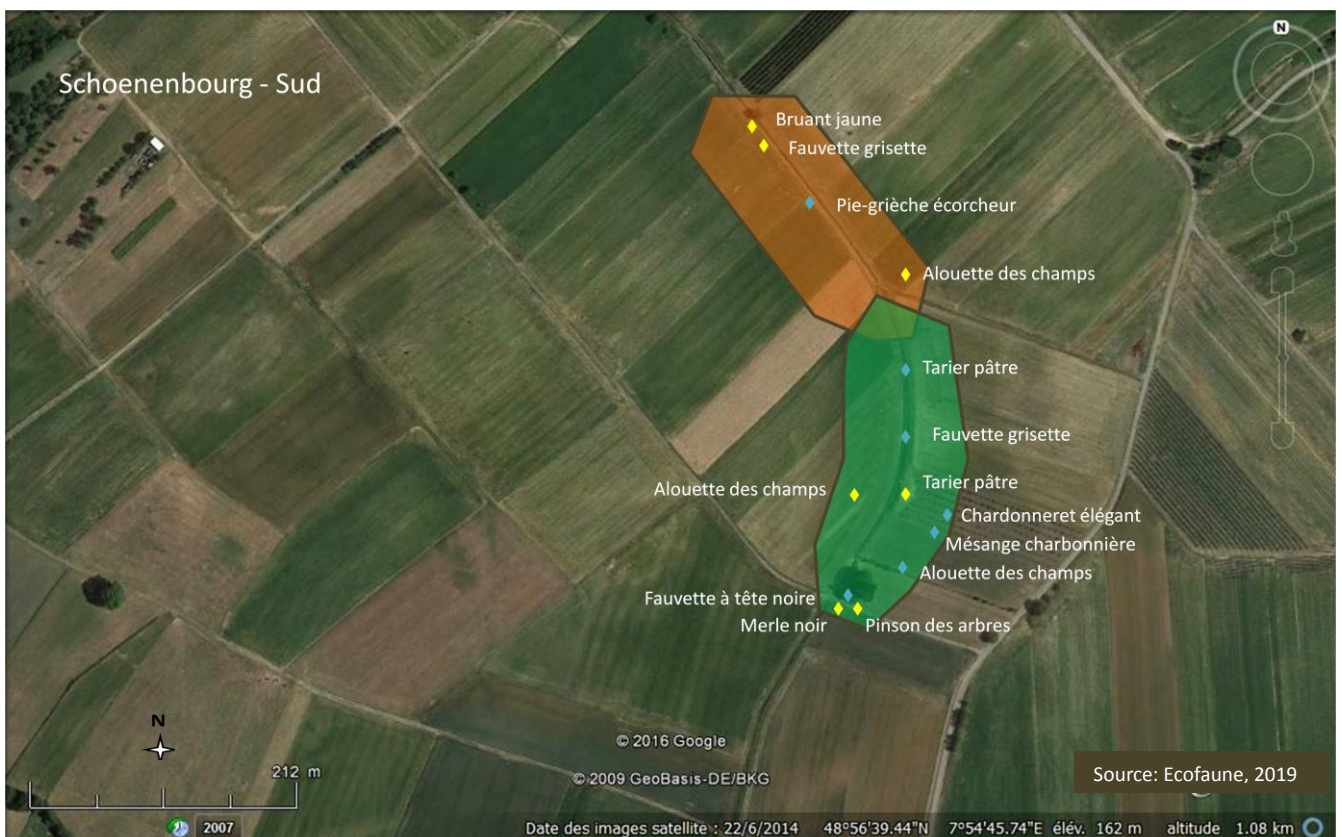 N
Schoenenbourg - Sud
Bruant jaune
Fauvette grisette
Pie-grièche écorcheur
Alouette des champs
Tarier pâtre
Fauvette grisette
Tarier pâtre
Alouette des champs
Chardonneret élégant
Mésange charbonnière
Alouette des champs
Fauvette à tête noire
Merle noir
Pinson des arbres
N
© 2016 Google
212 m
© 2009 GeoBasis-DE/BKG
Source: Ecofaune, 2019
2007
Date des images satellite : 22/6/2014 48°56'39.44"N 7°54'45.74"E élév. 162 m altitude 1.08 km